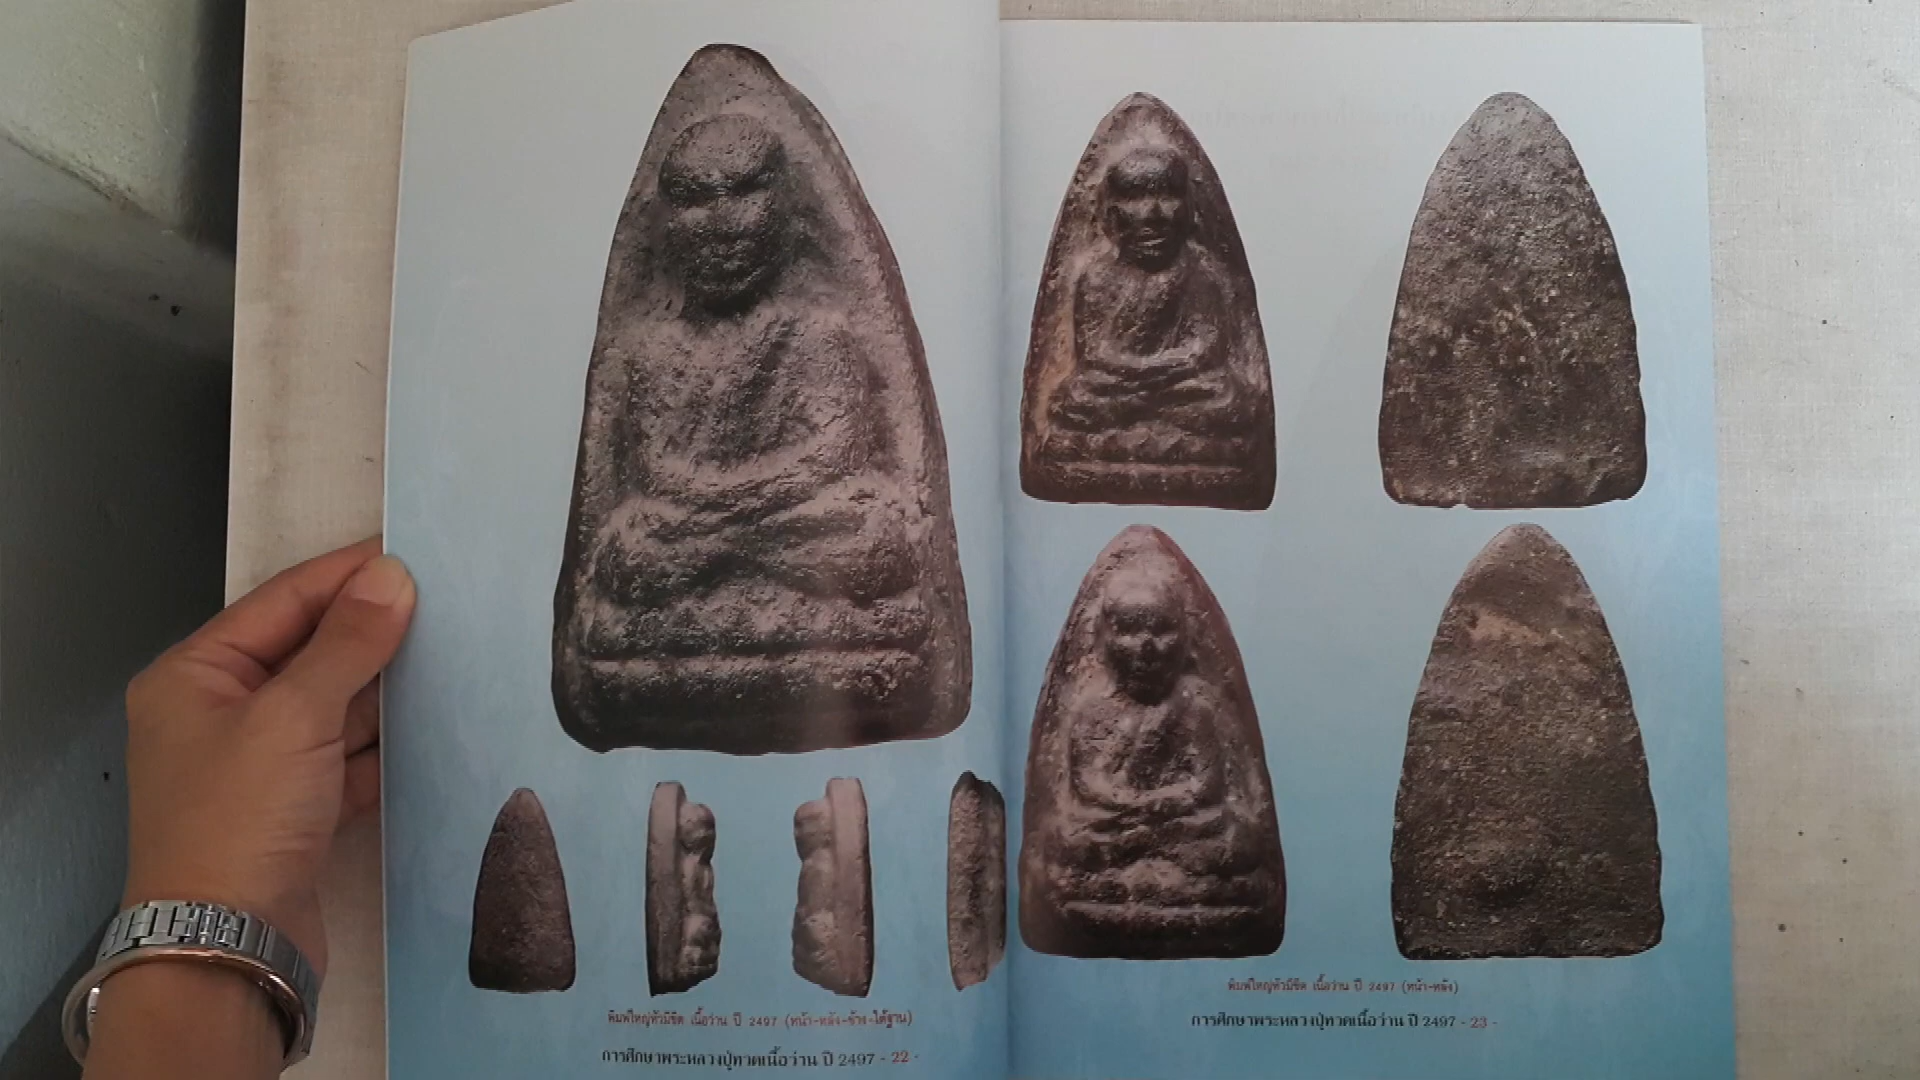 พิมพ์ใหญ่หัวมีขีด เนื้อว่าน ปี 2497 (หน้า-หลัง-ข้าง-ใต้ฐาน)
การศึกษาพระหลวงปู่ทวดเนื้อว่าน ปี 2497 - 22 -
พิมพ์ใหญ่หัวมีขีด เนื้อว่าน ปี 2497 (หน้า-หลัง)
การศึกษาพระหลวงปู่ทวดเนื้อว่าน ปี 2497 - 23 -